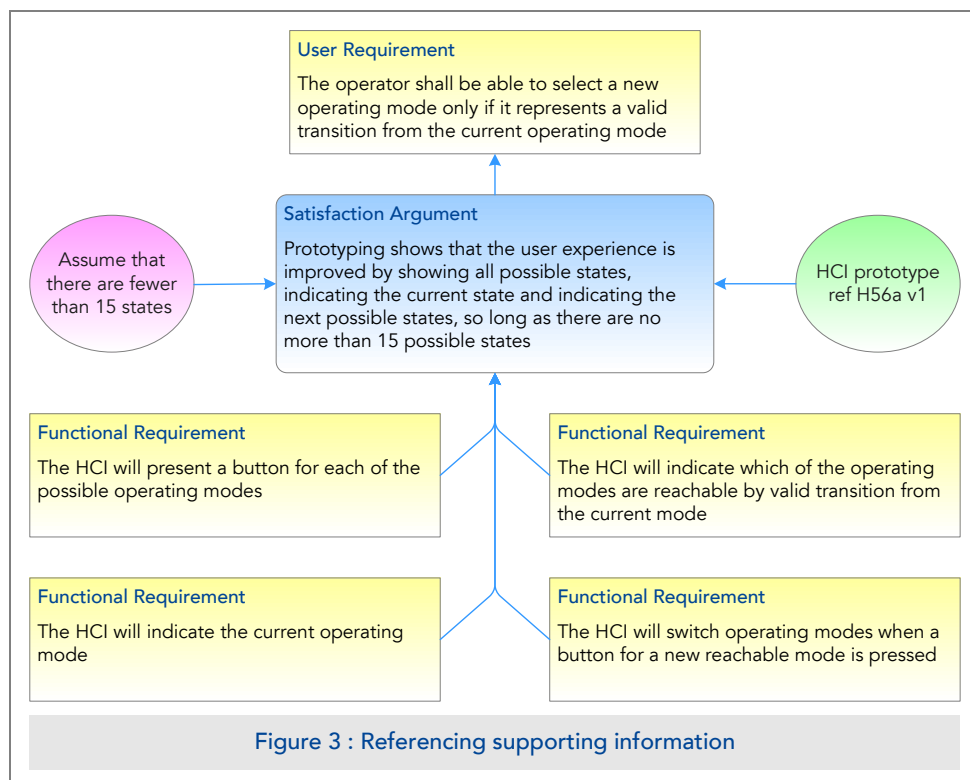 User Requirement
The operator shall be able to select a new
operating mode only if it represents a valid
transition from the current operating mode
Satisfaction Argument
Prototyping shows that the user experience is
improved by showing all possible states,
indicating the current state and indicating the
next possible states, so long as there are no
more than 15 possible states
Assume that
there are fewer
than 15 states
HCI prototype
ref H56a v1
Functional Requirement
The HCI will present a button for each of the
possible operating modes
Functional Requirement
The HCI will indicate which of the operating
modes are reachable by valid transition from
the current mode
Functional Requirement
The HCI will indicate the current operating
mode
Functional Requirement
The HCI will switch operating modes when a
button for a new reachable mode is pressed
Figure 3 : Referencing supporting information